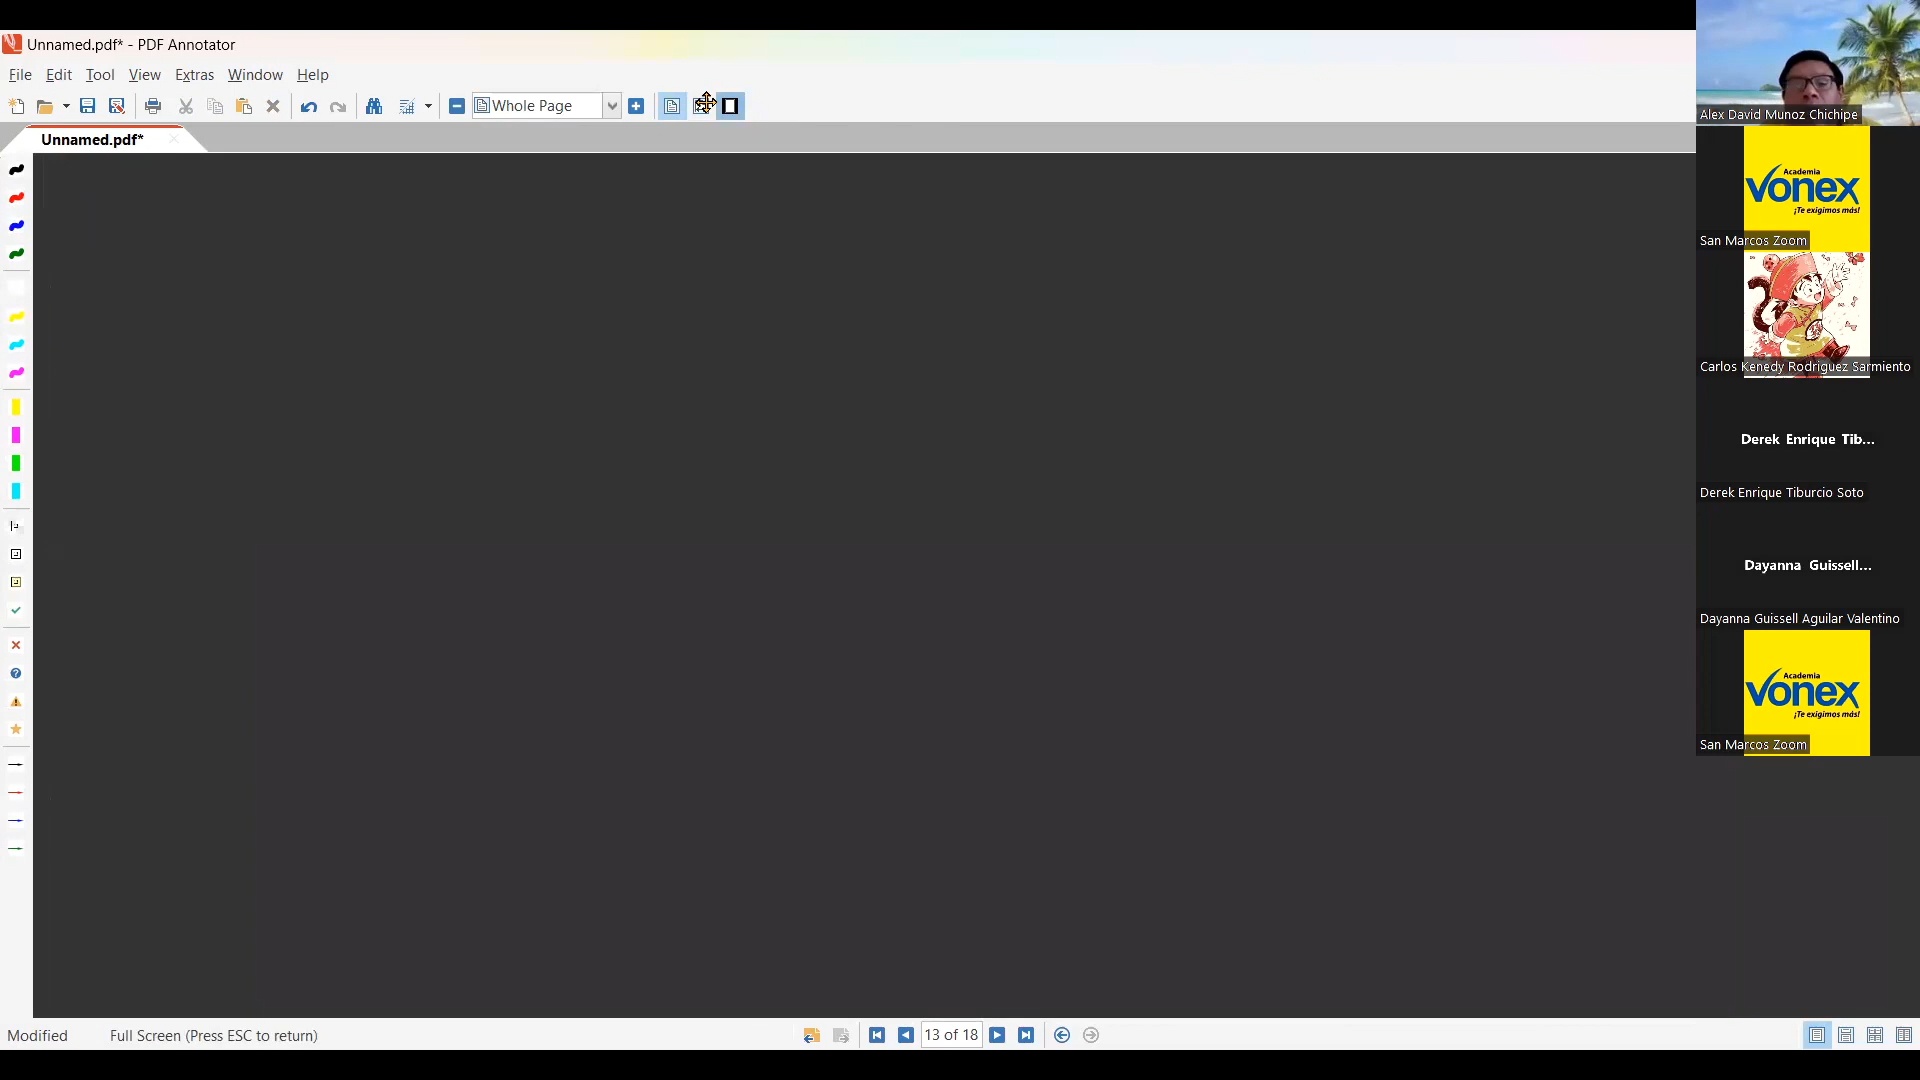 Unnamed.pdf* - PDF Annotator
File Edit Tool View Extras Window Help
Whole Page
Unnamed.pdf*
Alex David Munoz Chichipe
Academia
vonex
¡Te exigimos más!
San Marcos Zoom
Carlos Kenedy Rodriguez Sarmiento
Derek Enrique Tib...
Derek Enrique Tiburcio Soto
Dayanna Guissell...
Dayanna Guissell Aguilar Valentino
Academia
vonex
¡Te exigimos más!
San Marcos Zoom
Modified Full Screen (Press ESC to return) 13 of 18